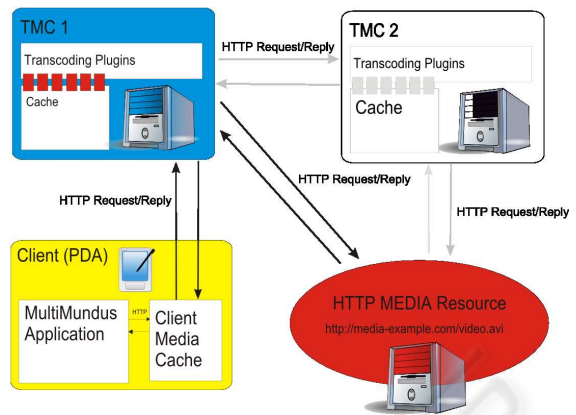 TMC 1
Transcoding Plugins
Cache
HTTP Request/Reply
TMC 2
Transcoding Plugins
Cache
HTTP Request/Reply
HTTP Request/Reply
HTTP Request/Reply
Client (PDA)
MultiMundus
Application
HTTP
Client
Media
Cache
HTTP MEDIA Resource
http://media-example.com/video.avi